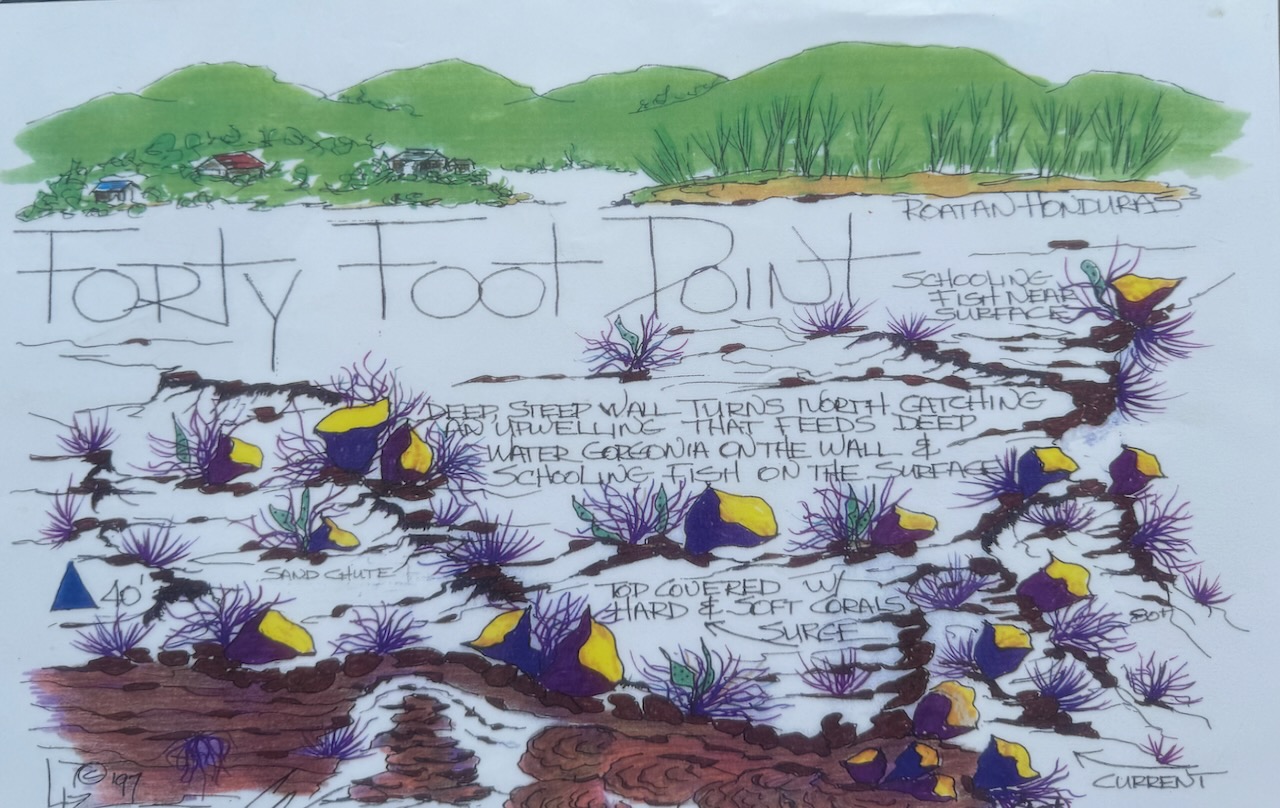 ROATAN HONDURAS
FORTY FOOT POINT
SCHOOLING
FISH NEAR
SURFACE
DEEP, STEEP WALL TURNS NORTH CATCHING
AN UPWELLING THAT FEEDS DEEP
WATER GORGONIA ON THE WALL &
SCHOOLING FISH ON THE SURFACE
SAND CHUTE
40'
TOP COVERED W/
HARD & SOFT CORALS
SURGE
80'
CURRENT
© '97